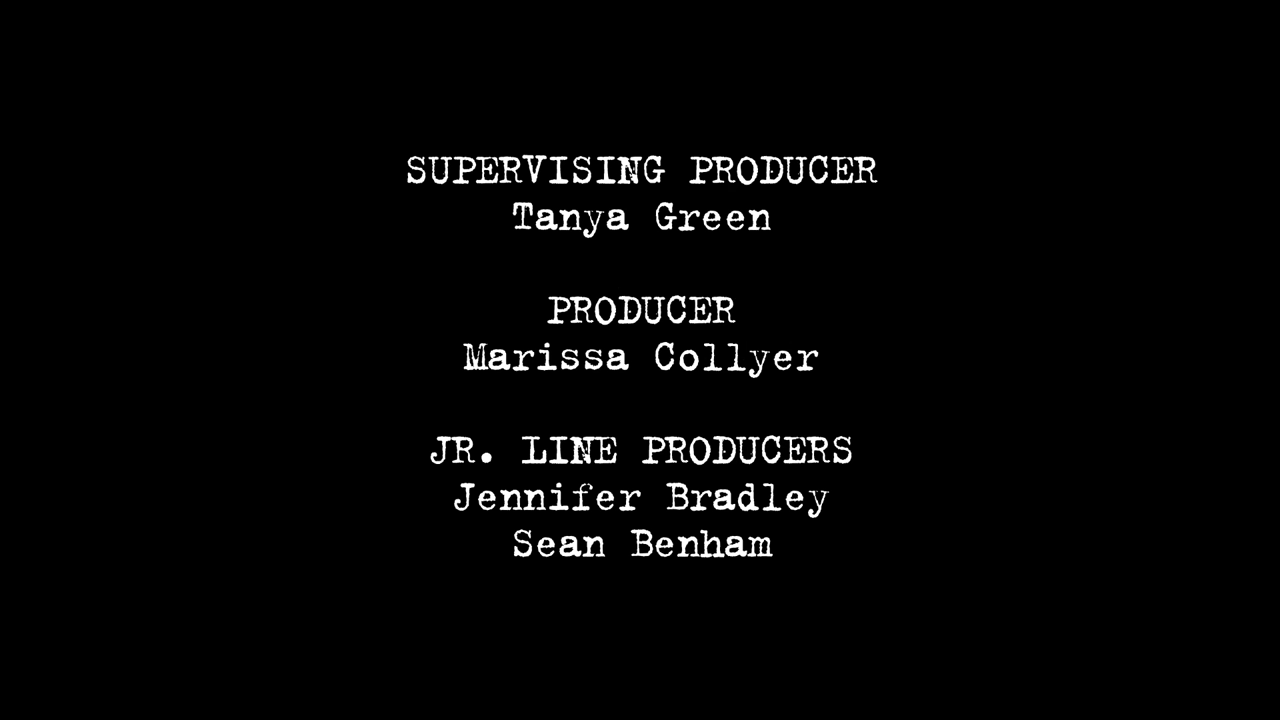 SUPERVISING PRODUCER
Tanya Green
PRODUCER
Marissa Collyer
JR. LINE PRODUCERS
Jennifer Bradley
Sean Benham